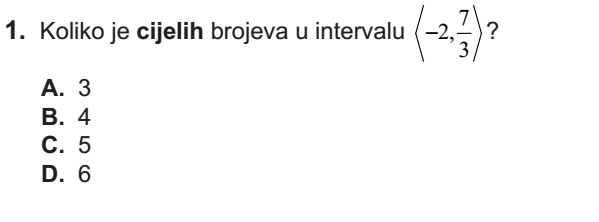 1. Koliko je cijelih brojeva u intervalu ⟨−2, 7/3⟩?
A. 3
B. 4
C. 5
D. 6